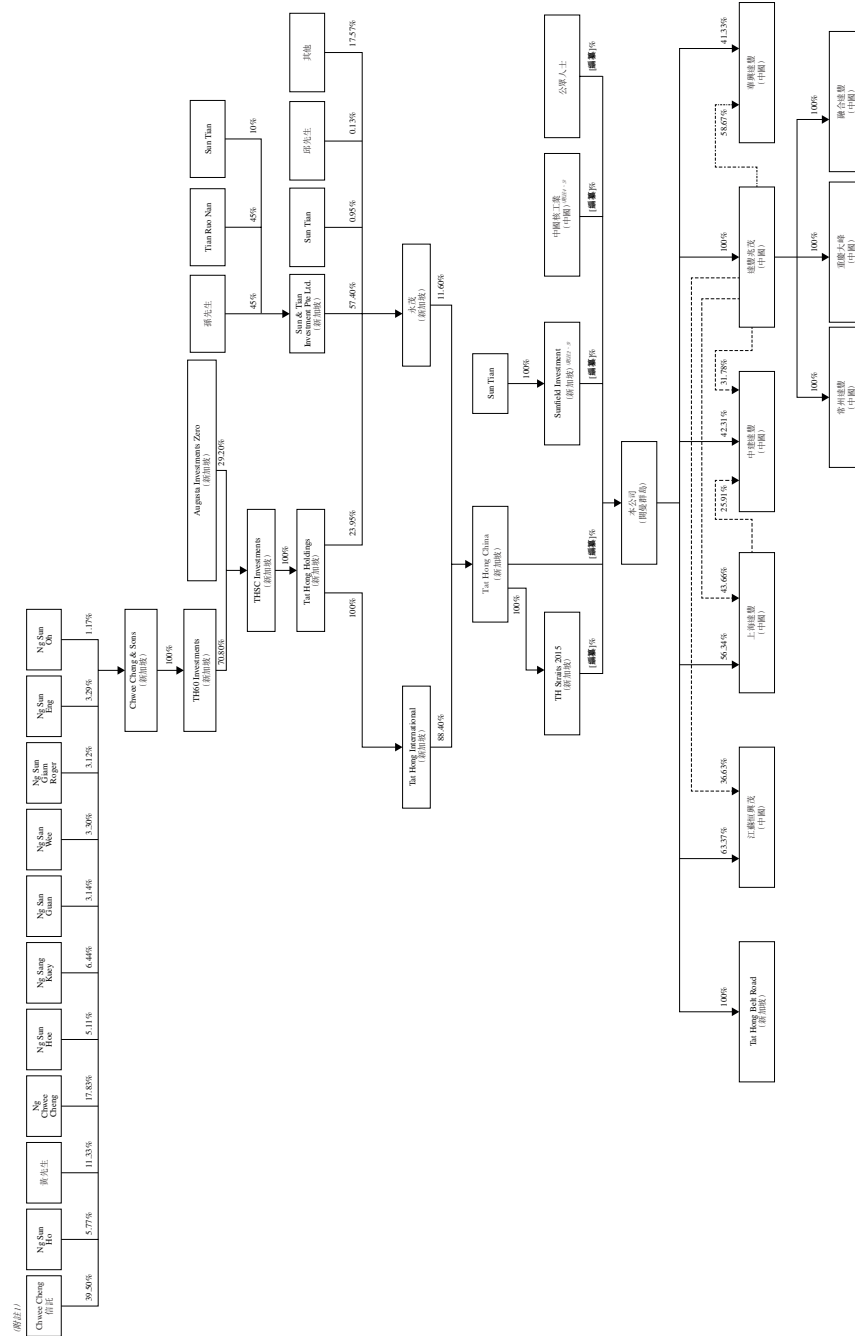 (附註1)
Chwee Cheng
信託
Ng Sun
Ho
黃先生
Ng
Chwee
Cheng
Ng Sun
Hoe
Ng Sang
Kuey
Ng San
Guan
Ng San
Wee
Ng Sun
Giam
Roger
Ng Sun
Eng
Ng Sun
Oh
39.50%
5.77%
11.33%
17.83%
5.11%
6.44%
3.14%
3.30%
3.12%
3.29%
1.17%
Chwee Cheng & Sons
(新加坡)
100%
TH60 Investments
(新加坡)
Augusta Investments Zero
(新加坡)
70.80%
29.20%
孫先生
Tian Ruo Nan
Sun Tian
45%
45%
10%
THSC Investments
(新加坡)
100%
Tat Hong Holdings
(新加坡)
Sun & Tian
Investment Pte Ltd.
(新加坡)
Sun Tian
邱先生
其他
100%
23.95%
57.40%
0.95%
0.13%
17.57%
Tat Hong International
(新加坡)
永茂
(新加坡)
88.40%
11.60%
Tat Hong China
(新加坡)
Sun Tian
100%
100%
TH Straits 2015
(新加坡)
Sunfield Investment
(新加坡)
中國核工業
(中國)
公眾人士
本公司
(開曼群島)
100%
63.37%
36.63%
56.34%
43.66%
25.91%
42.31%
31.78%
100%
58.67%
41.33%
Tat Hong Belt Road
(新加坡)
江蘇恒興茂
(中國)
上海達豐
(中國)
中建達豐
(中國)
達豐兆茂
(中國)
華興達豐
(中國)
100%
100%
100%
常州達豐
(中國)
重慶大峰
(中國)
融合達豐
(中國)